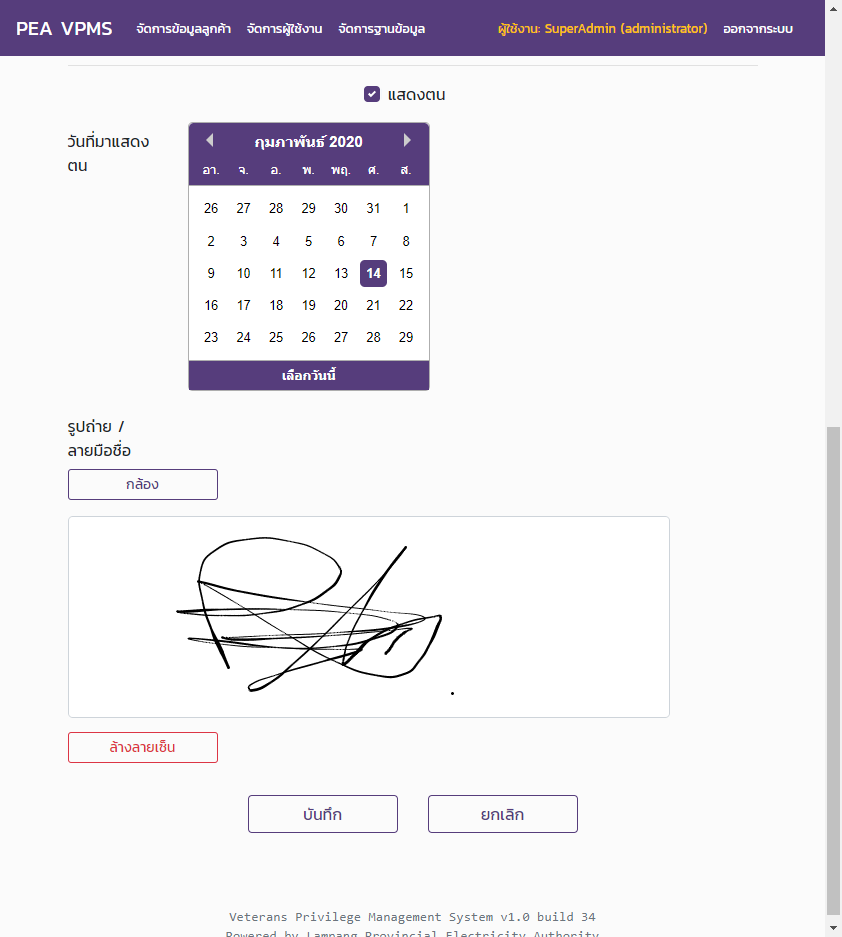 PEA VPMS จัดการข้อมูลลูกค้า จัดการผู้ใช้งาน จัดการฐานข้อมูล ผู้ใช้งาน: SuperAdmin (administrator) ออกจากระบบ
แสดงตน
วันที่มาแสดง
ตน
กุมภาพันธ์ 2020
อา. จ. อ. พ. พฤ. ศ. ส.
26 27 28 29 30 31 1
2 3 4 5 6 7 8
9 10 11 12 13 14 15
16 17 18 19 20 21 22
23 24 25 26 27 28 29
เลือกวันนี้
รูปถ่าย /
ลายมือชื่อ
กล้อง
ล้างลายเซ็น
บันทึก ยกเลิก
Veterans Privilege Management System v1.0 build 34
Powered by Lampang Provincial Electricity Authority